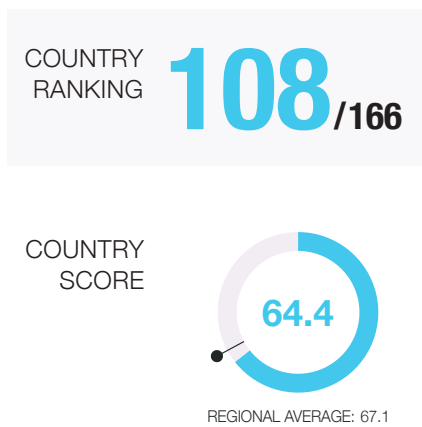 COUNTRY
RANKING
108/166
COUNTRY
SCORE
64.4
REGIONAL AVERAGE: 67.1